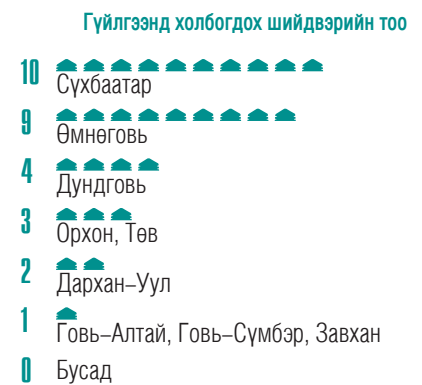 Гүйлгээнд холбогдох шийдвэрийн тоо
10
Сүхбаатар
9
Өмнөговь
4
Дундговь
3
Орхон, Төв
2
Дархан–Уул
1
Говь–Алтай, Говь–Сүмбэр, Завхан
0 Бусад